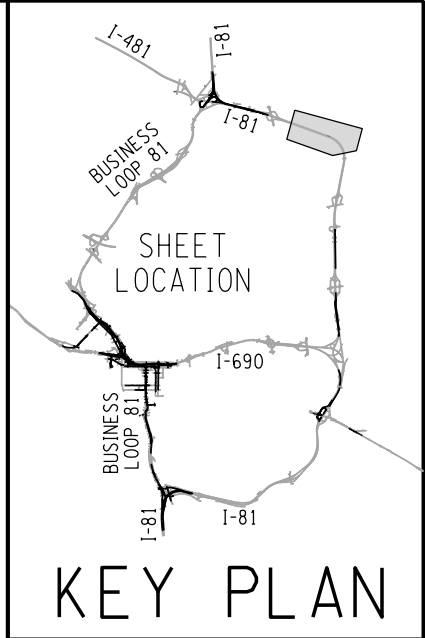 I-481
I-81
I-81
BUSINESS
LOOP 81
SHEET
LOCATION
I-690
BUSINESS
LOOP 81
I-81
I-81
KEY PLAN